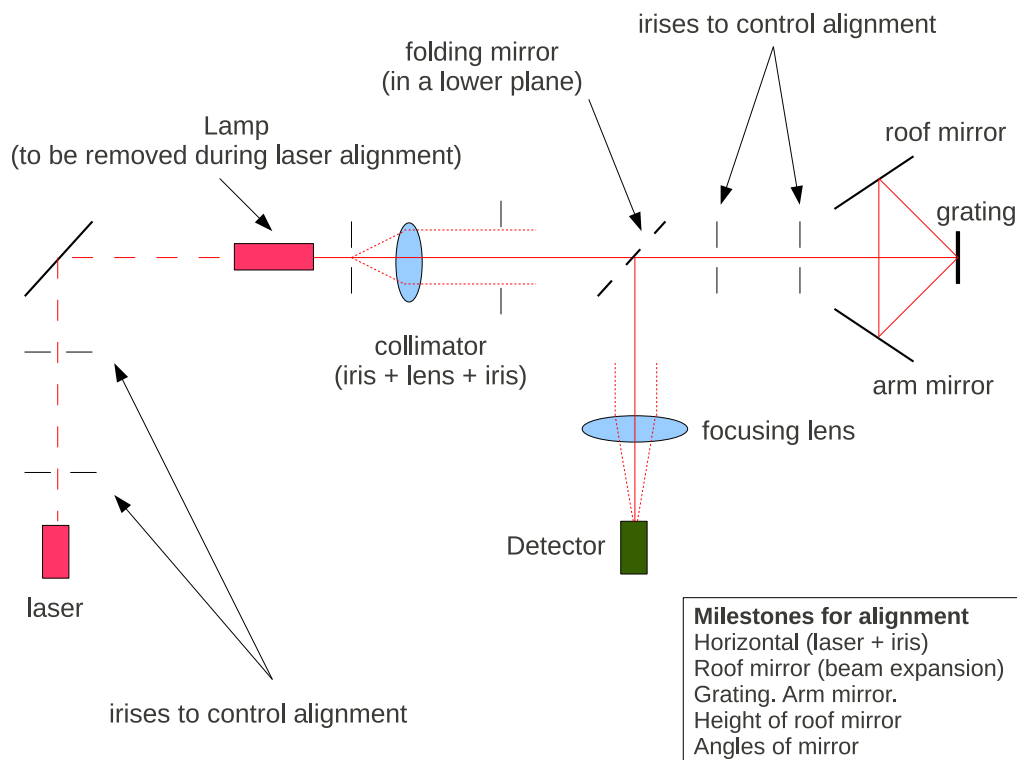 irises to control alignment
folding mirror
(in a lower plane)
Lamp
(to be removed during laser alignment)
roof mirror
grating
collimator
(iris + lens + iris)
arm mirror
focusing lens
Detector
laser
irises to control alignment
Milestones for alignment
Horizontal (laser + iris)
Roof mirror (beam expansion)
Grating. Arm mirror.
Height of roof mirror
Angles of mirror